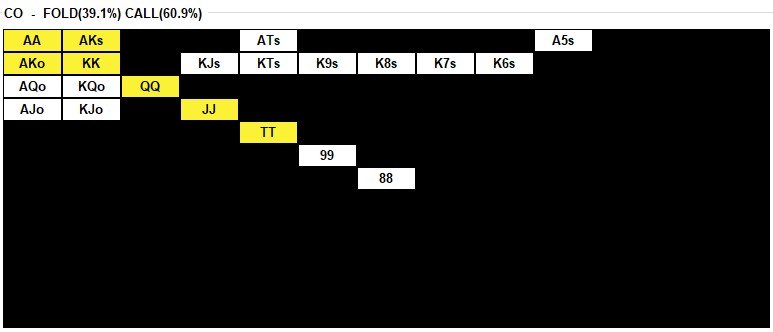 CO - FOLD(39.1%) CALL(60.9%)
AA AKs ATs A5s
AKo KK KJs KTs K9s K8s K7s K6s
AQo KQo QQ
AJo KJo JJ
TT
99
88